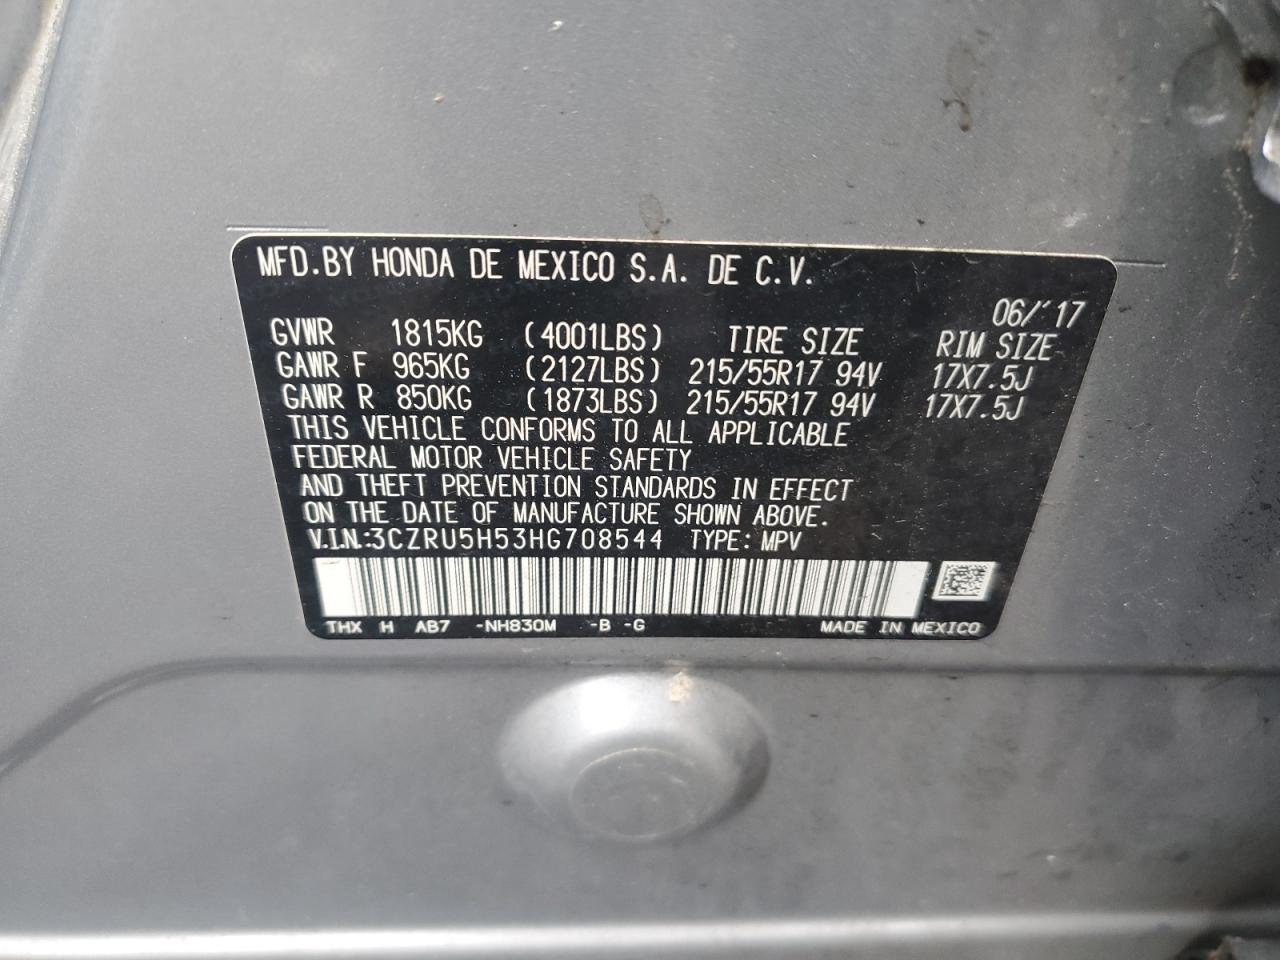 MFD.BY HONDA DE MEXICO S.A. DE C.V.
06/'17
GVWR 1815KG (4001LBS) TIRE SIZE RIM SIZE
GAWR F 965KG (2127LBS) 215/55R17 94V 17X7.5J
GAWR R 850KG (1873LBS) 215/55R17 94V 17X7.5J
THIS VEHICLE CONFORMS TO ALL APPLICABLE
FEDERAL MOTOR VEHICLE SAFETY
AND THEFT PREVENTION STANDARDS IN EFFECT
ON THE DATE OF MANUFACTURE SHOWN ABOVE.
V.I.N.:3CZRU5H53HG708544 TYPE: MPV
THX H AB7 -NH830M -B -G MADE IN MEXICO